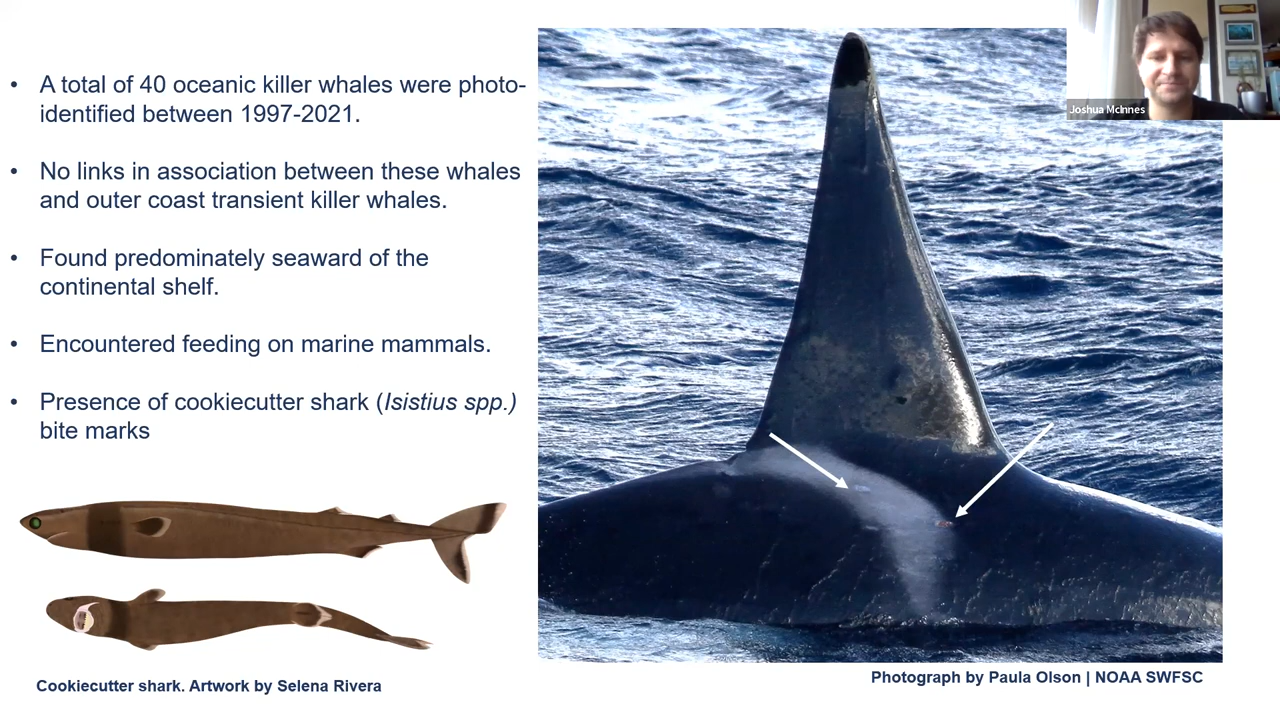 • A total of 40 oceanic killer whales were photo-
identified between 1997-2021.
• No links in association between these whales
and outer coast transient killer whales.
• Found predominately seaward of the
continental shelf.
• Encountered feeding on marine mammals.
• Presence of cookiecutter shark (Isistius spp.)
bite marks
Cookiecutter shark. Artwork by Selena Rivera
Joshua McInnes
Photograph by Paula Olson | NOAA SWFSC